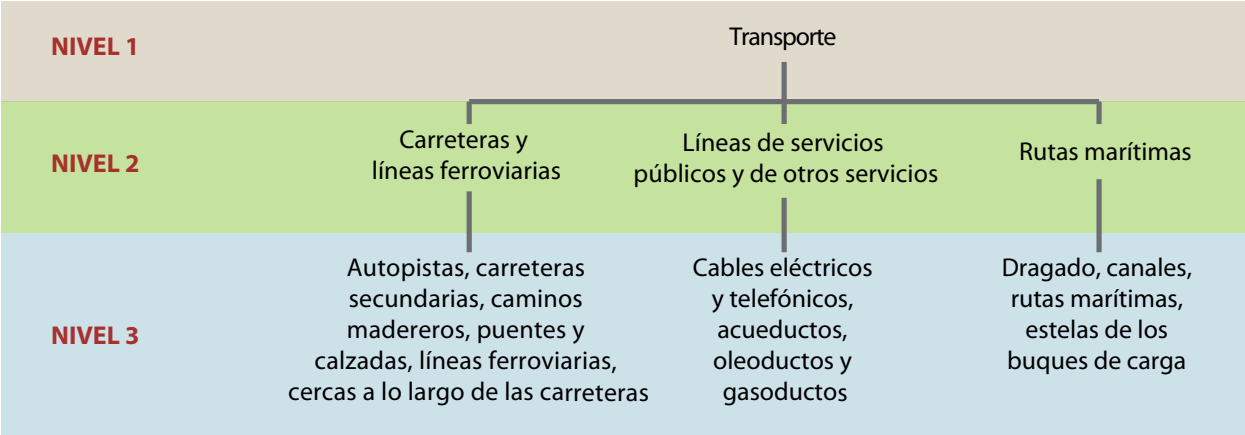 NIVEL 1
Transporte
NIVEL 2
Carreteras y
líneas ferroviarias
Líneas de servicios
públicos y de otros servicios
Rutas marítimas
NIVEL 3
Autopistas, carreteras
secundarias, caminos
madereros, puentes y
calzadas, líneas ferroviarias,
cercas a lo largo de las carreteras
Cables eléctricos
y telefónicos,
acueductos,
oleoductos y
gasoductos
Dragado, canales,
rutas marítimas,
estelas de los
buques de carga